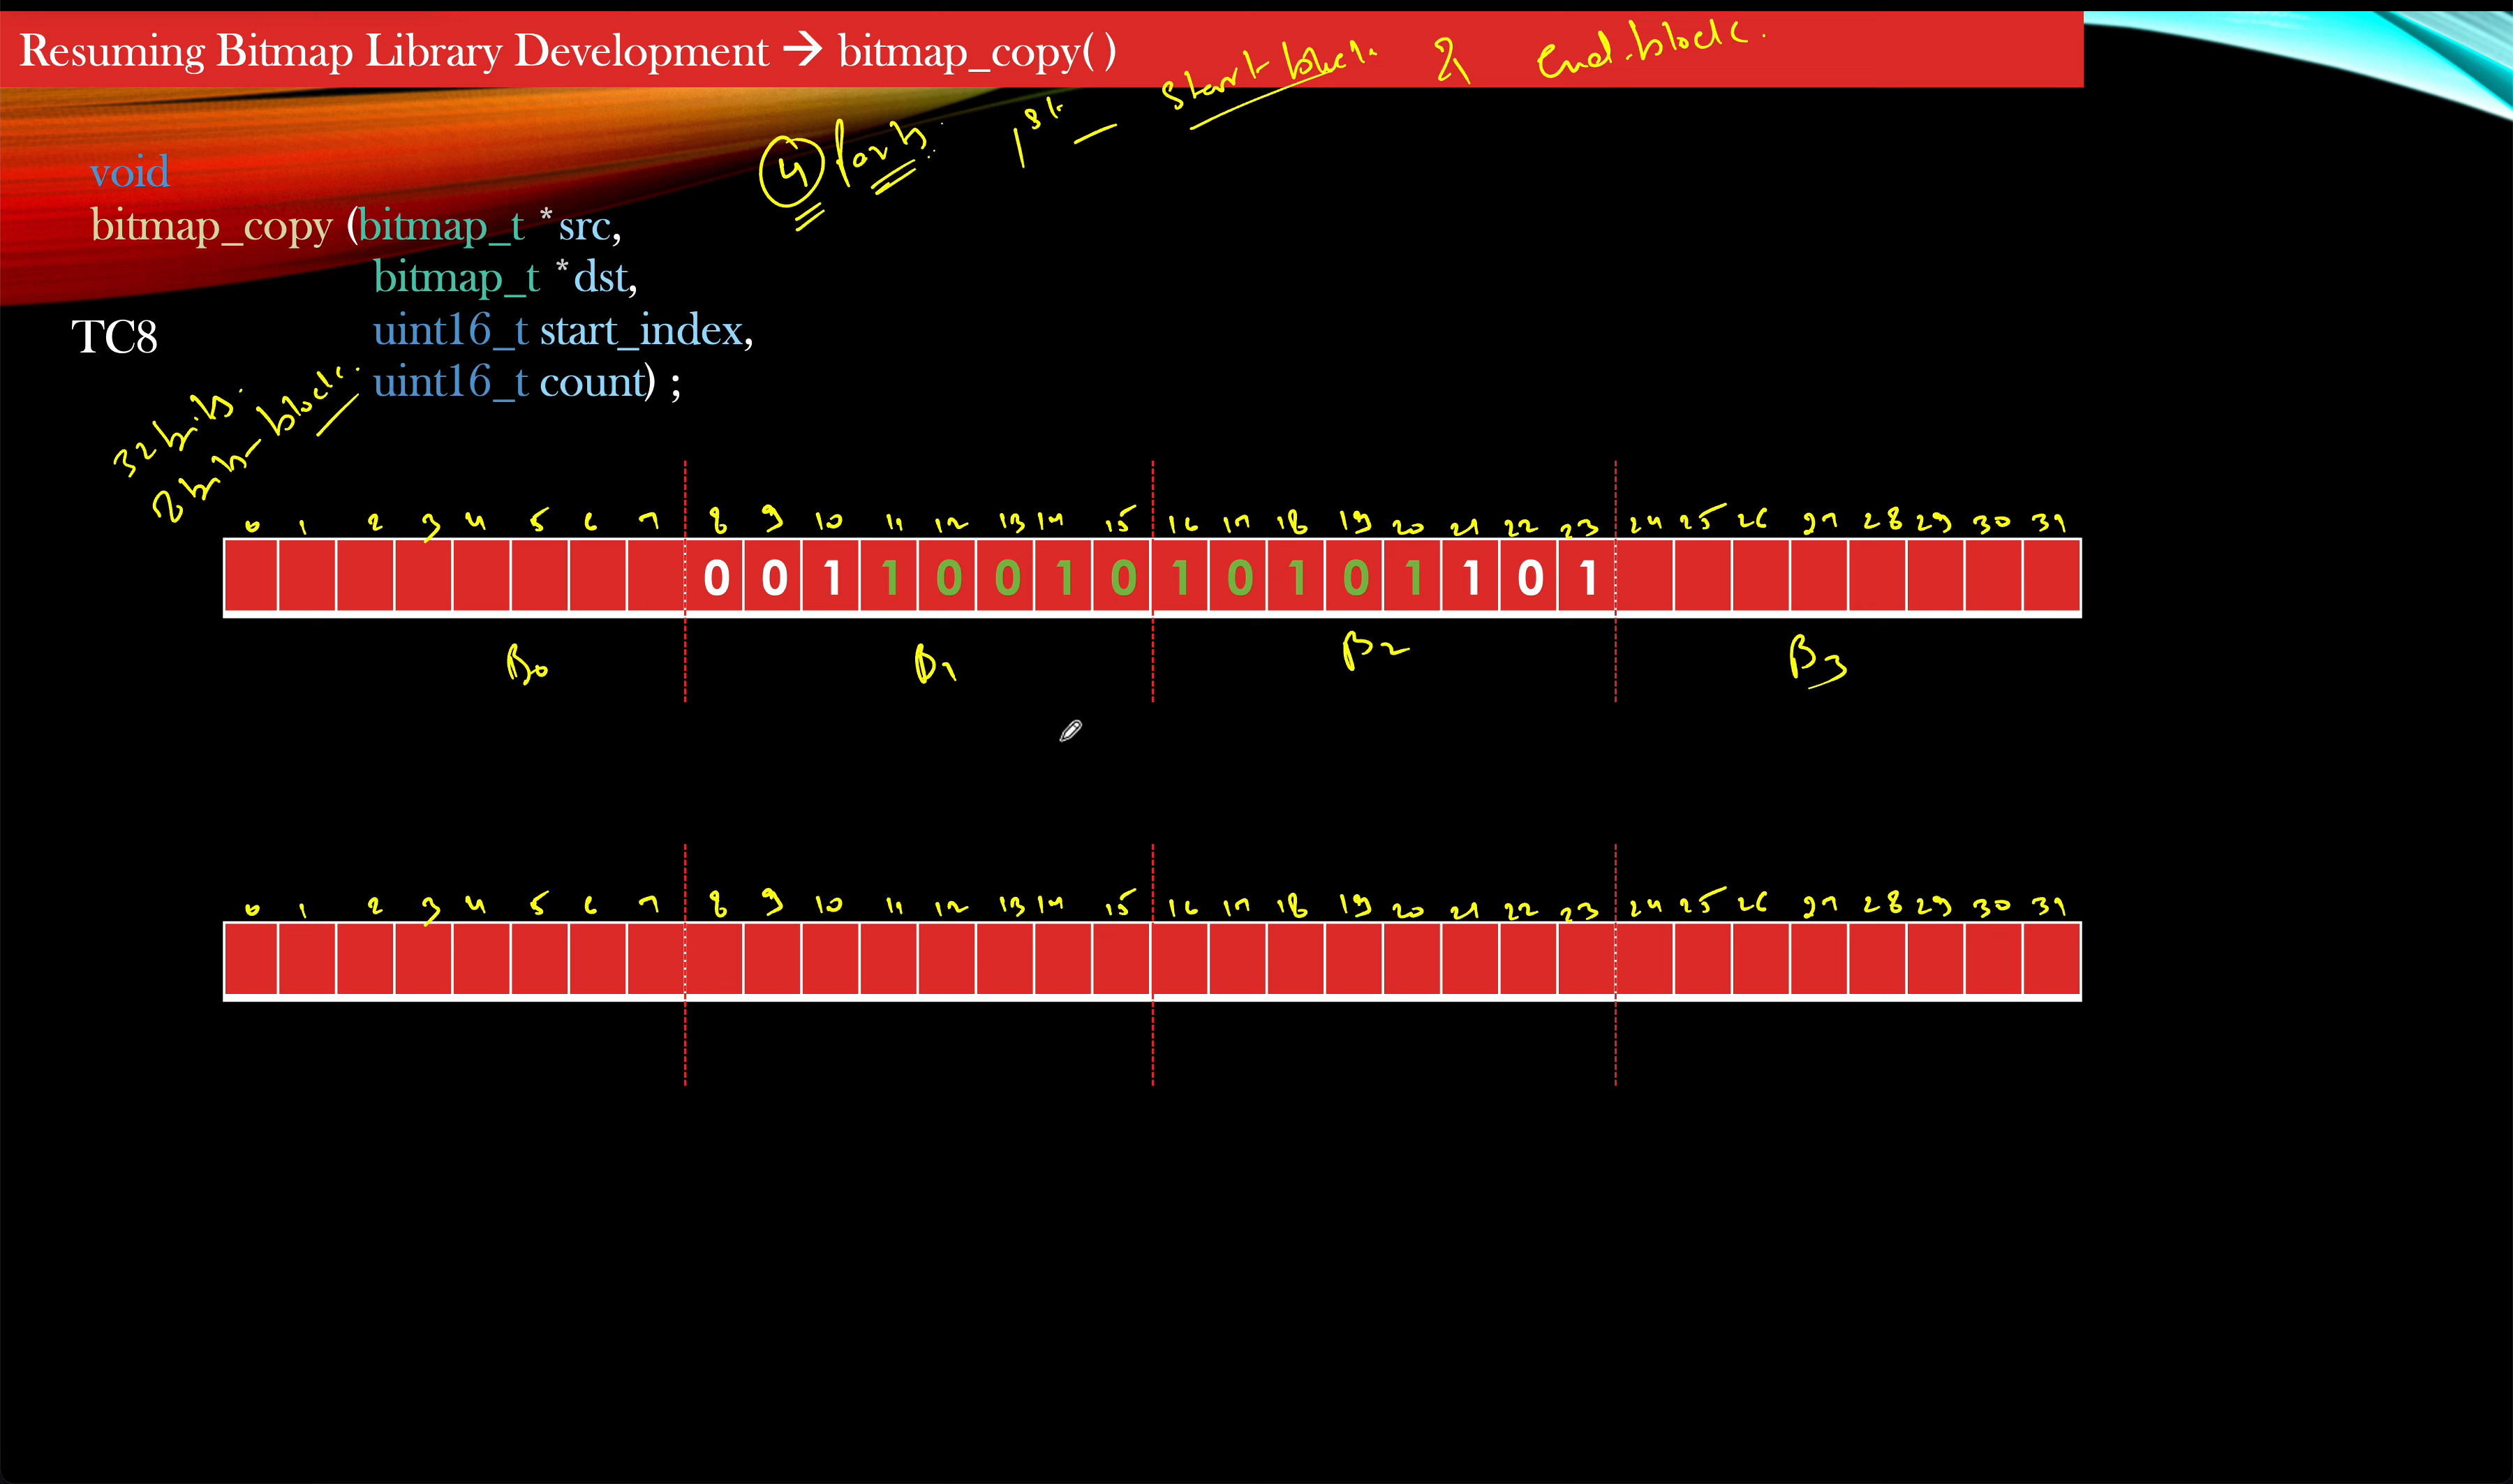 Resuming Bitmap Library Development → bitmap_copy( )
1st — start-block & end-block.
4 parts.
void
bitmap_copy (bitmap_t *src,
bitmap_t *dst,
TC8 uint16_t start_index,
uint16_t count) ;
32 bits.
8 bits-block.
0 1 2 3 4 5 6 7 8 9 10 11 12 13 14 15 16 17 18 19 20 21 22 23 24 25 26 27 28 29 30 31
0 0 1 1 0 0 1 0 1 0 1 0 1 1 0 1
B0 B1 B2 B3
0 1 2 3 4 5 6 7 8 9 10 11 12 13 14 15 16 17 18 19 20 21 22 23 24 25 26 27 28 29 30 31